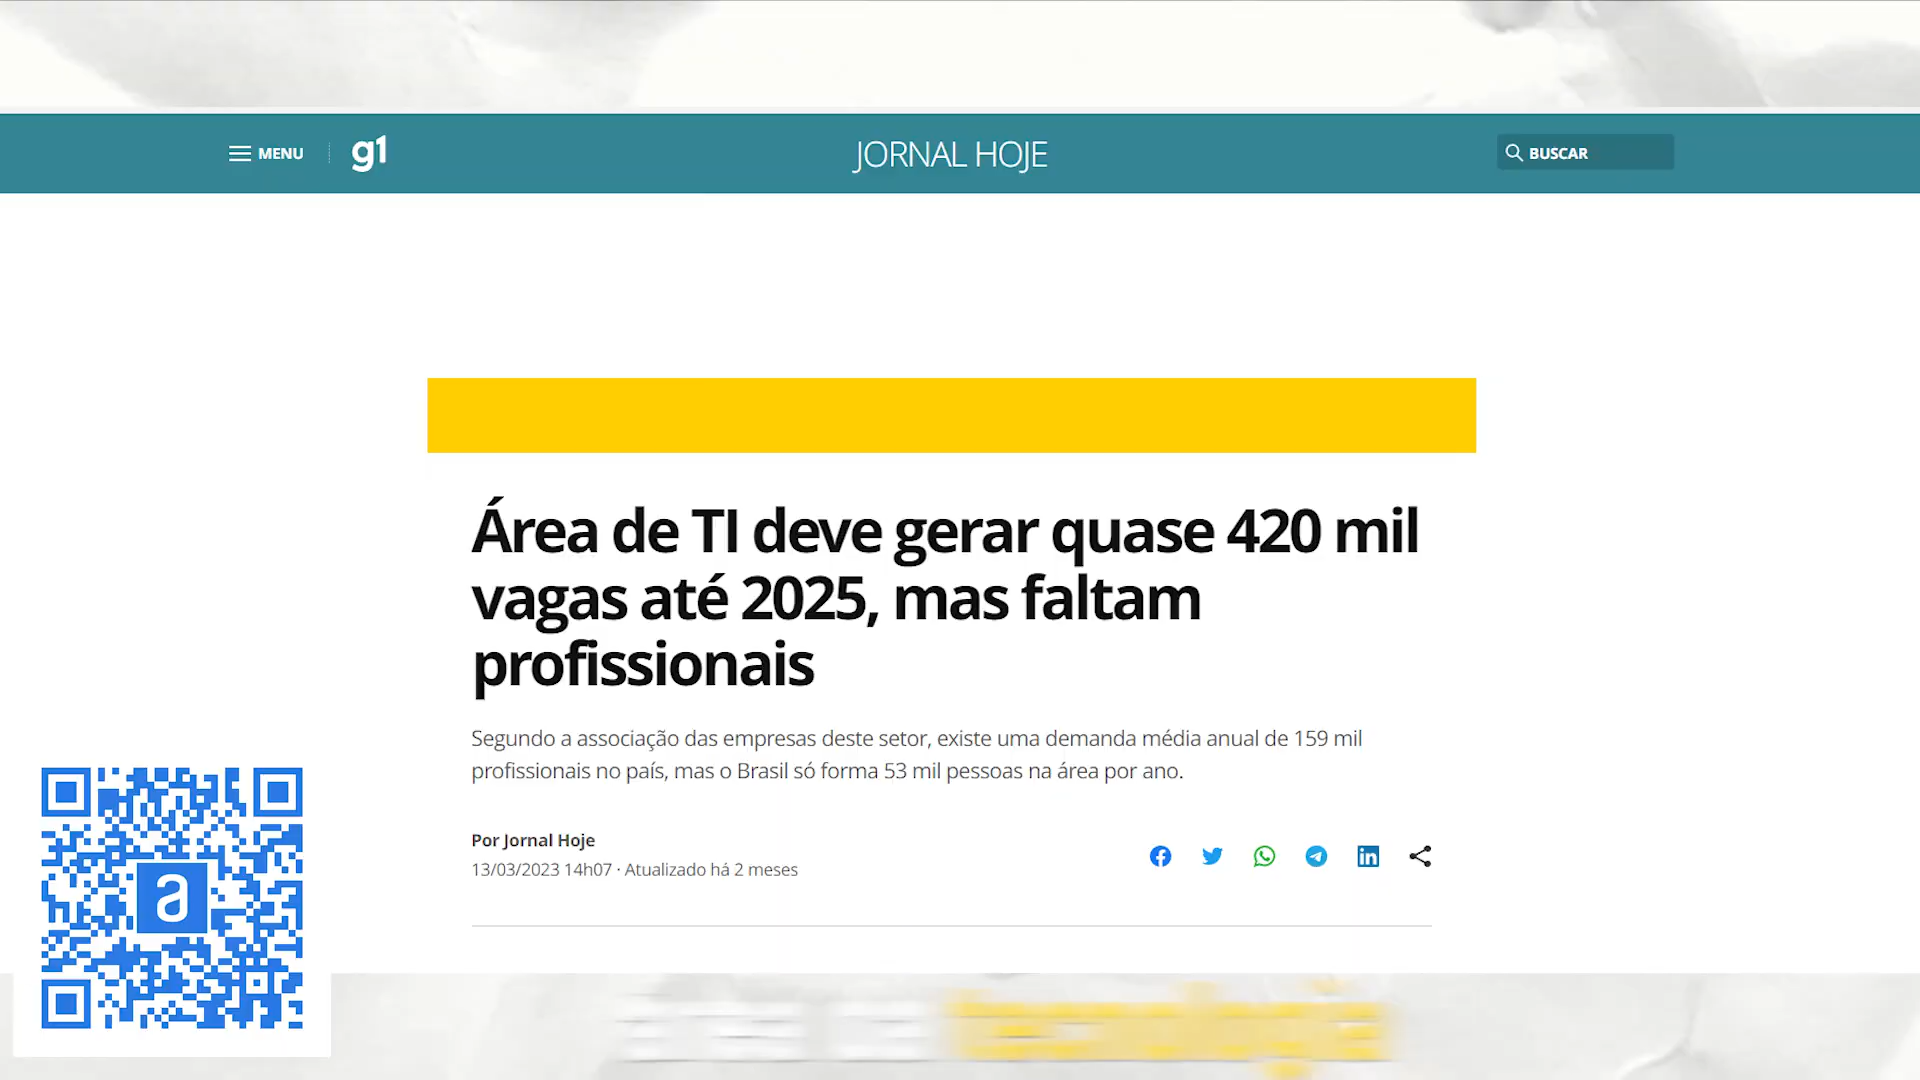 MENU
g1
JORNAL HOJE
BUSCAR
Área de TI deve gerar quase 420 mil
vagas até 2025, mas faltam
profissionais
Segundo a associação das empresas deste setor, existe uma demanda média anual de 159 mil
profissionais no país, mas o Brasil só forma 53 mil pessoas na área por ano.
Por Jornal Hoje
13/03/2023 14h07 · Atualizado há 2 meses
a
tecnologia